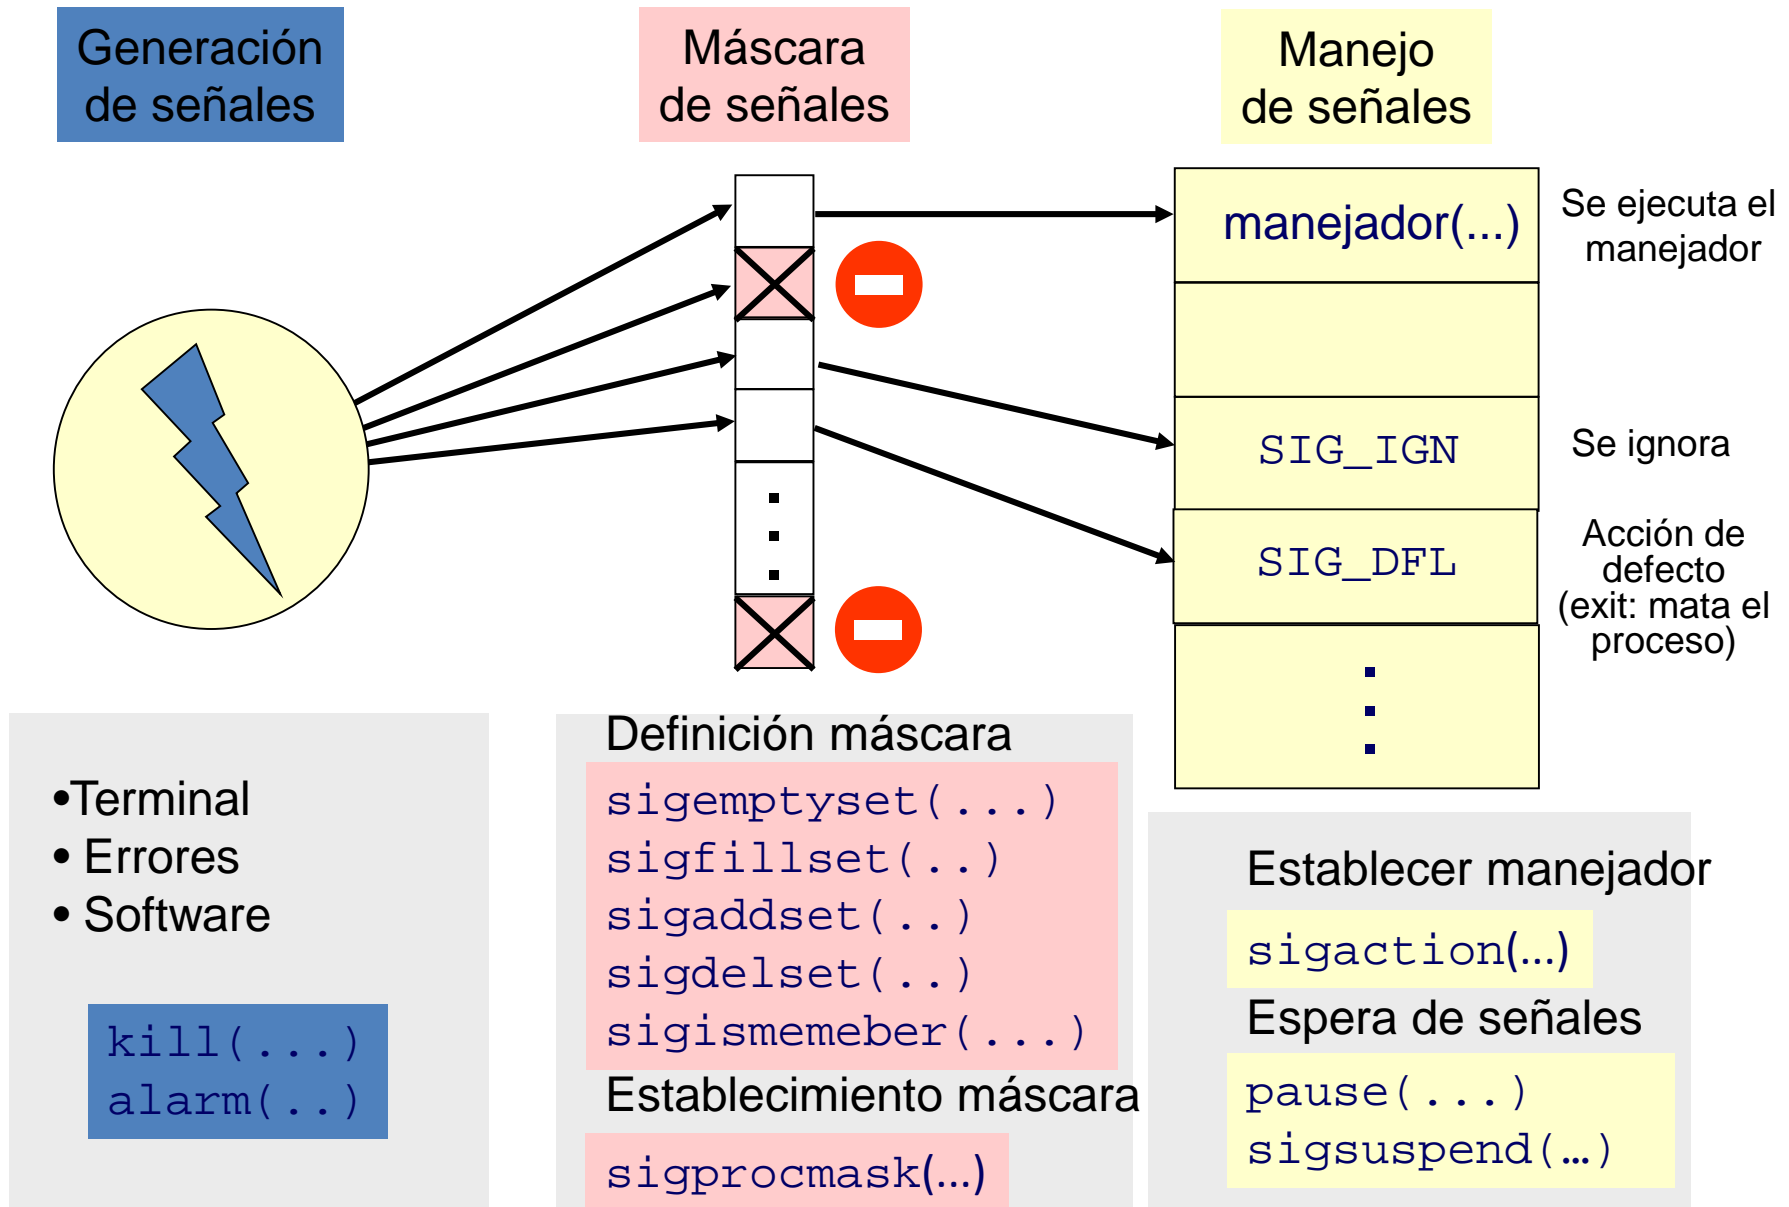 Generación
de señales
Máscara
de señales
Manejo
de señales
manejador(...)
Se ejecuta el
manejador
SIG_IGN
Se ignora
SIG_DFL
Acción de
defecto
(exit: mata el
proceso)
•Terminal
• Errores
• Software
kill(...)
alarm(..)
Definición máscara
sigemptyset(...)
sigfillset(..)
sigaddset(..)
sigdelset(..)
sigismemeber(...)
Establecimiento máscara
sigprocmask(...)
Establecer manejador
sigaction(...)
Espera de señales
pause(...)
sigsuspend(…)